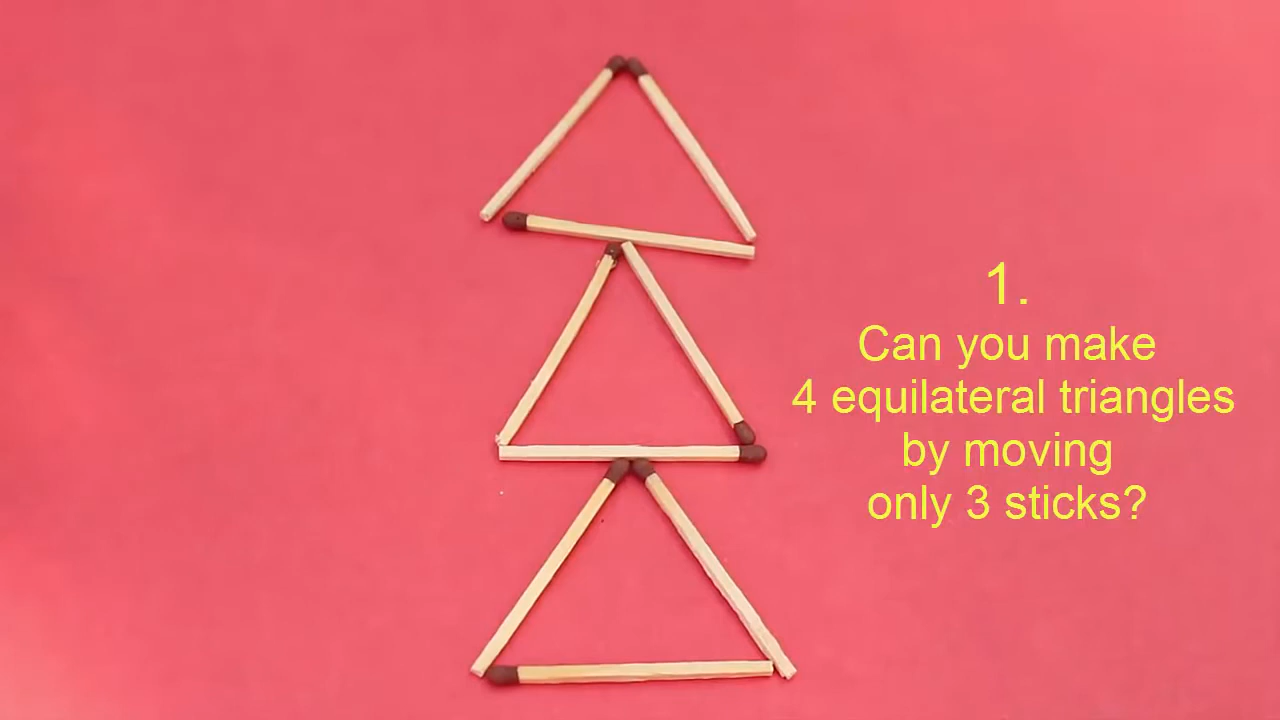 1.
Can you make
4 equilateral triangles
by moving
only 3 sticks?